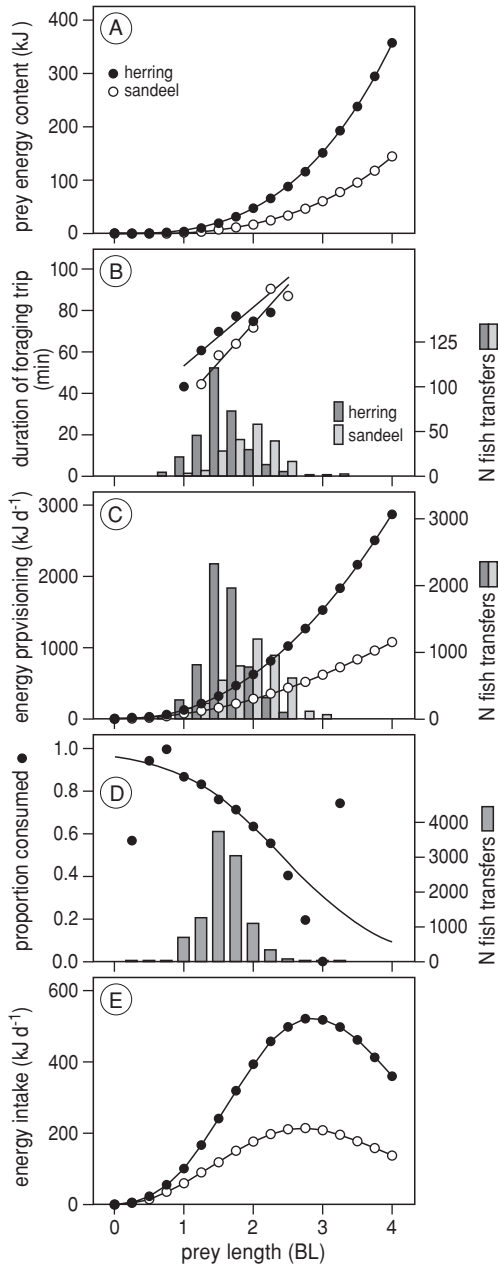 A
prey energy content (kJ)
400
300
200
100
0
herring
sandeel
B
duration of foraging trip
(min)
100
80
60
40
20
0
125
100
50
0
N fish transfers
herring
sandeel
C
energy prpvisioning (kJ d-1)
3000
2000
1000
0
3000
2000
1000
0
N fish transfers
D
proportion consumed
1.0
0.8
0.6
0.4
0.2
0.0
4000
3000
2000
1000
0
N fish transfers
E
energy intake (kJ d-1)
600
400
200
0
0 1 2 3 4
prey length (BL)